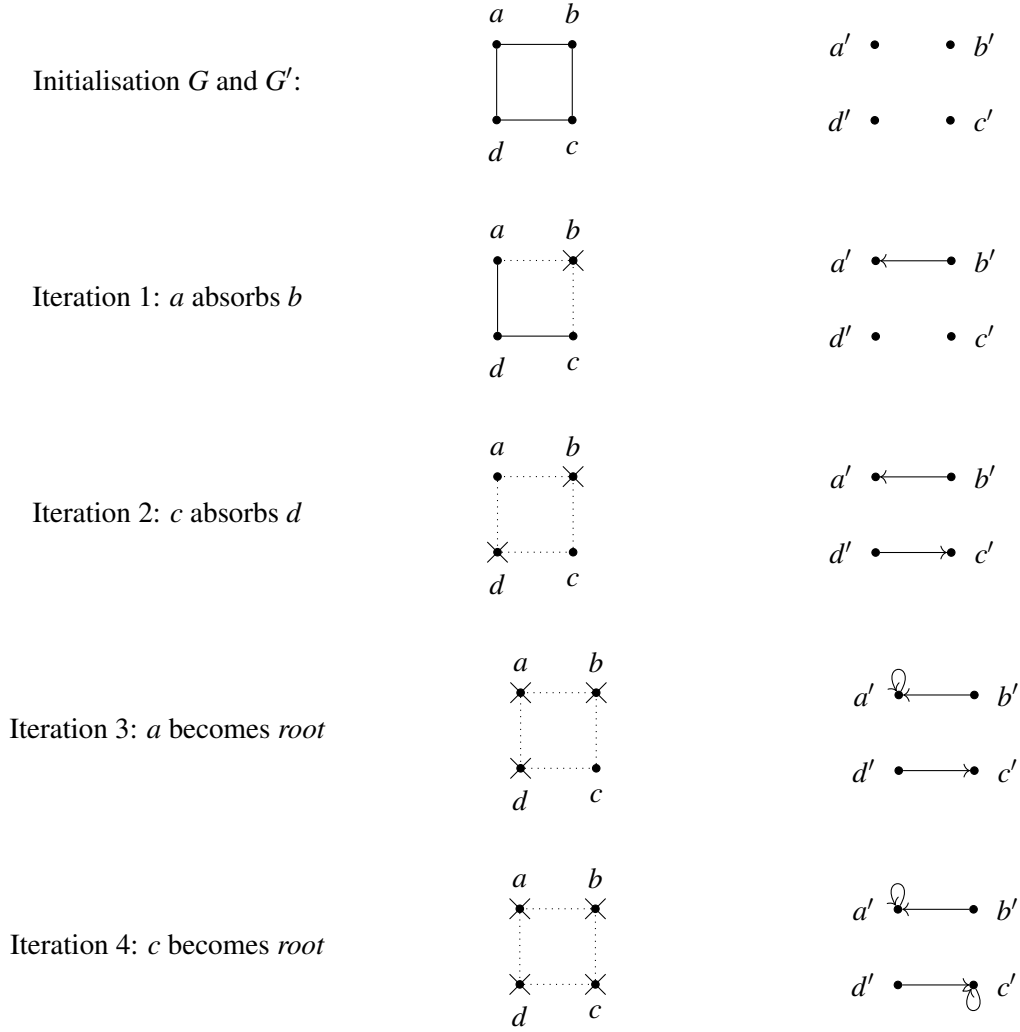 a b
Initialisation G and G′:
a′ b′
d′ c′
d c
a b
Iteration 1: a absorbs b
a′ b′
d′ c′
d c
a b
Iteration 2: c absorbs d
a′ b′
d′ c′
d c
a b
Iteration 3: a becomes root
a′ b′
d′ c′
d c
a b
Iteration 4: c becomes root
a′ b′
d′ c′
d c